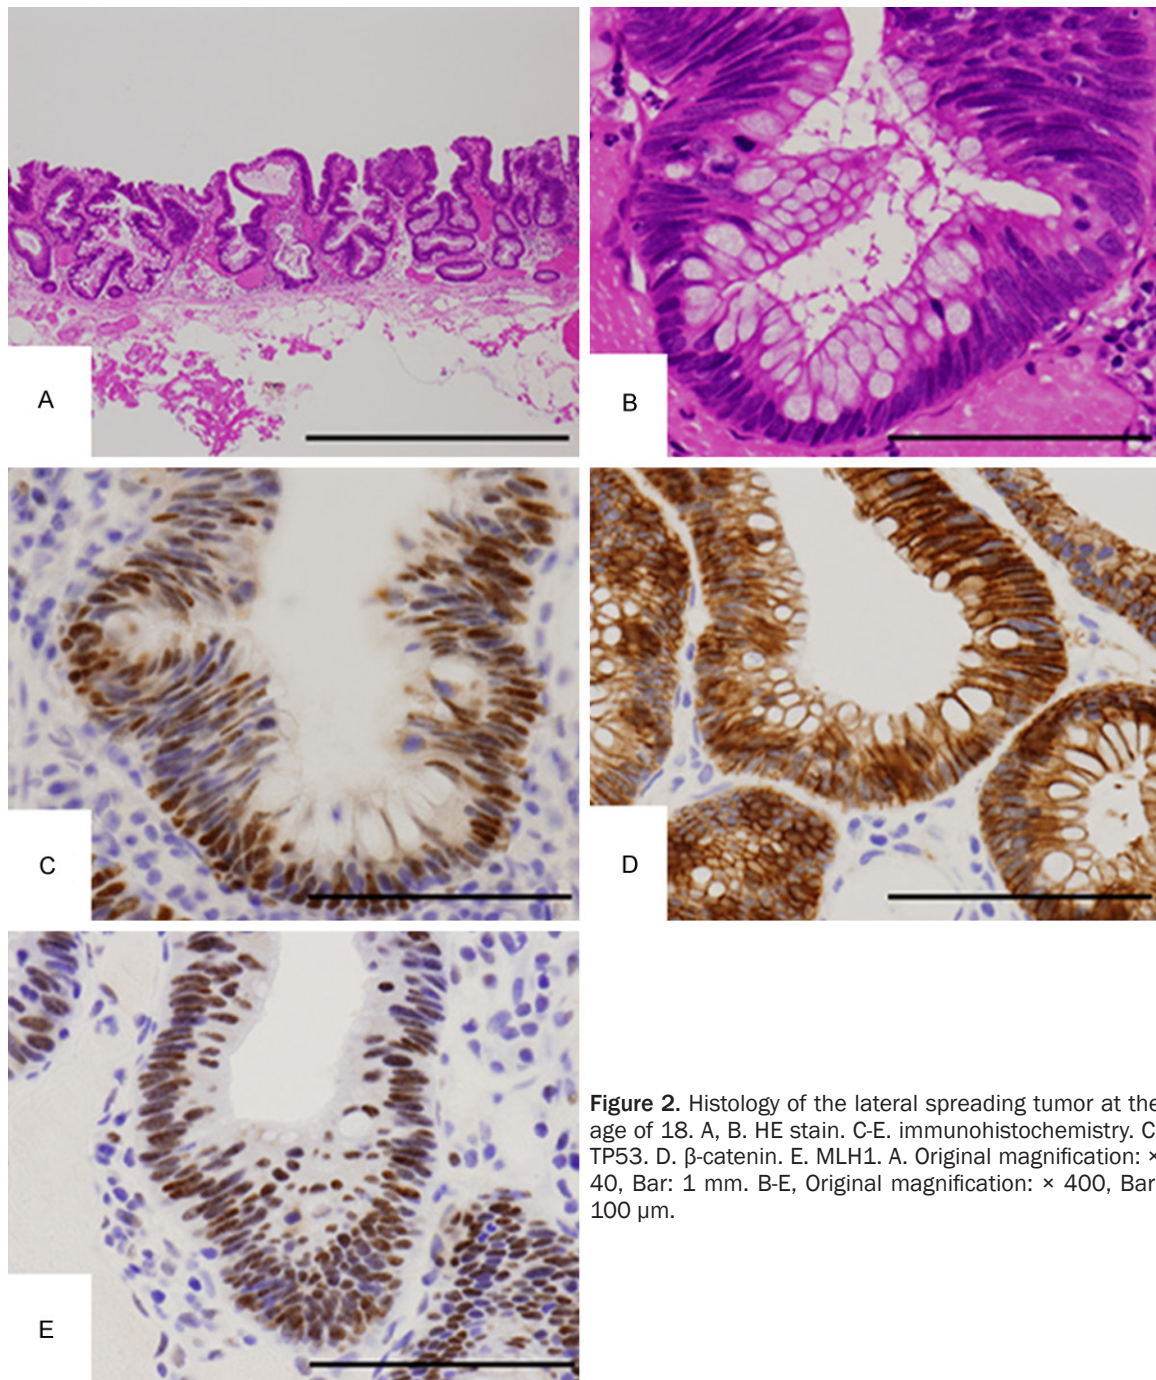 A
B
C
D
E
Figure 2. Histology of the lateral spreading tumor at the
age of 18. A, B. HE stain. C-E. immunohistochemistry. C
TP53. D. β-catenin. E. MLH1. A. Original magnification: ×
40, Bar: 1 mm. B-E, Original magnification: × 400, Bar
100 μm.